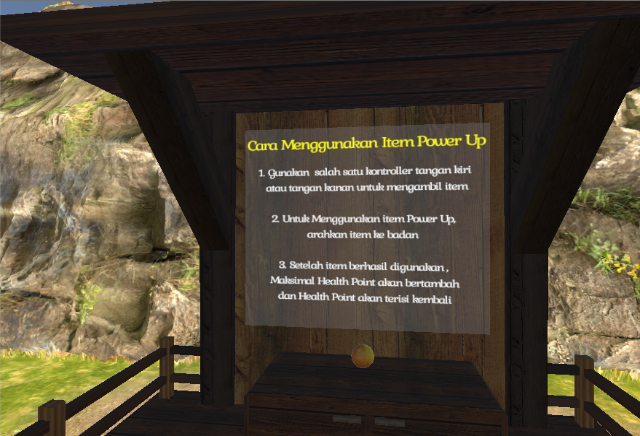 Cara Menggunakan Item Power Up
1. Gunakan salah satu kontroller tangan kiri
atau tangan kanan untuk mengambil item
2. Untuk Menggunakan item Power Up,
arahkan item ke badan
3. Setelah item berhasil digunakan ,
Maksimal Health Point akan bertambah
dan Health Point akan terisi kembali